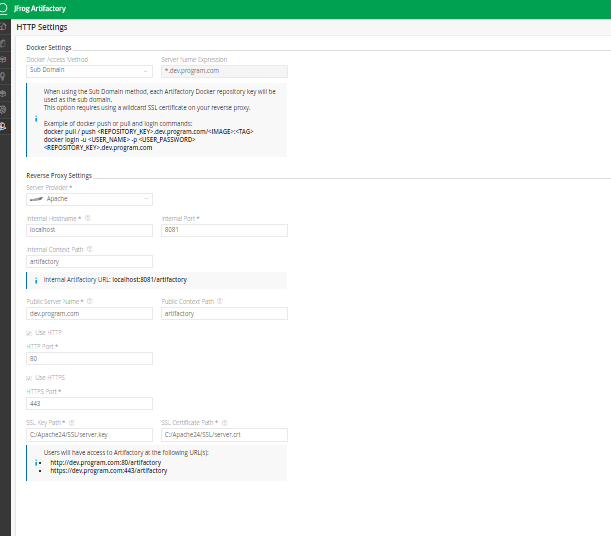 JFrog Artifactory
HTTP Settings
Docker Settings
Docker Access Method Server Name Expression
Sub Domain *.dev.program.com
When using the Sub Domain method, each Artifactory Docker repository key will be
used as the sub domain.
This option requires using a wildcard SSL certificate on your reverse proxy.
Example of docker push or pull and login commands:
docker pull / push <REPOSITORY_KEY>.dev.program.com/<IMAGE>:<TAG>
docker login -u <USER_NAME> -p <USER_PASSWORD>
<REPOSITORY_KEY>.dev.program.com
Reverse Proxy Settings
Server Provider *
Apache
Internal Hostname * Internal Port *
localhost 8081
Internal Context Path
artifactory
Internal Artifactory URL: localhost:8081/artifactory
Public Server Name * Public Context Path
dev.program.com artifactory
Use HTTP
HTTP Port *
80
Use HTTPS
HTTPS Port *
443
SSL Key Path * SSL Certificate Path *
C:/Apache24/SSL/server.key C:/Apache24/SSL/server.crt
Users will have access to Artifactory at the following URL(s):
http://dev.program.com:80/artifactory
https://dev.program.com:443/artifactory